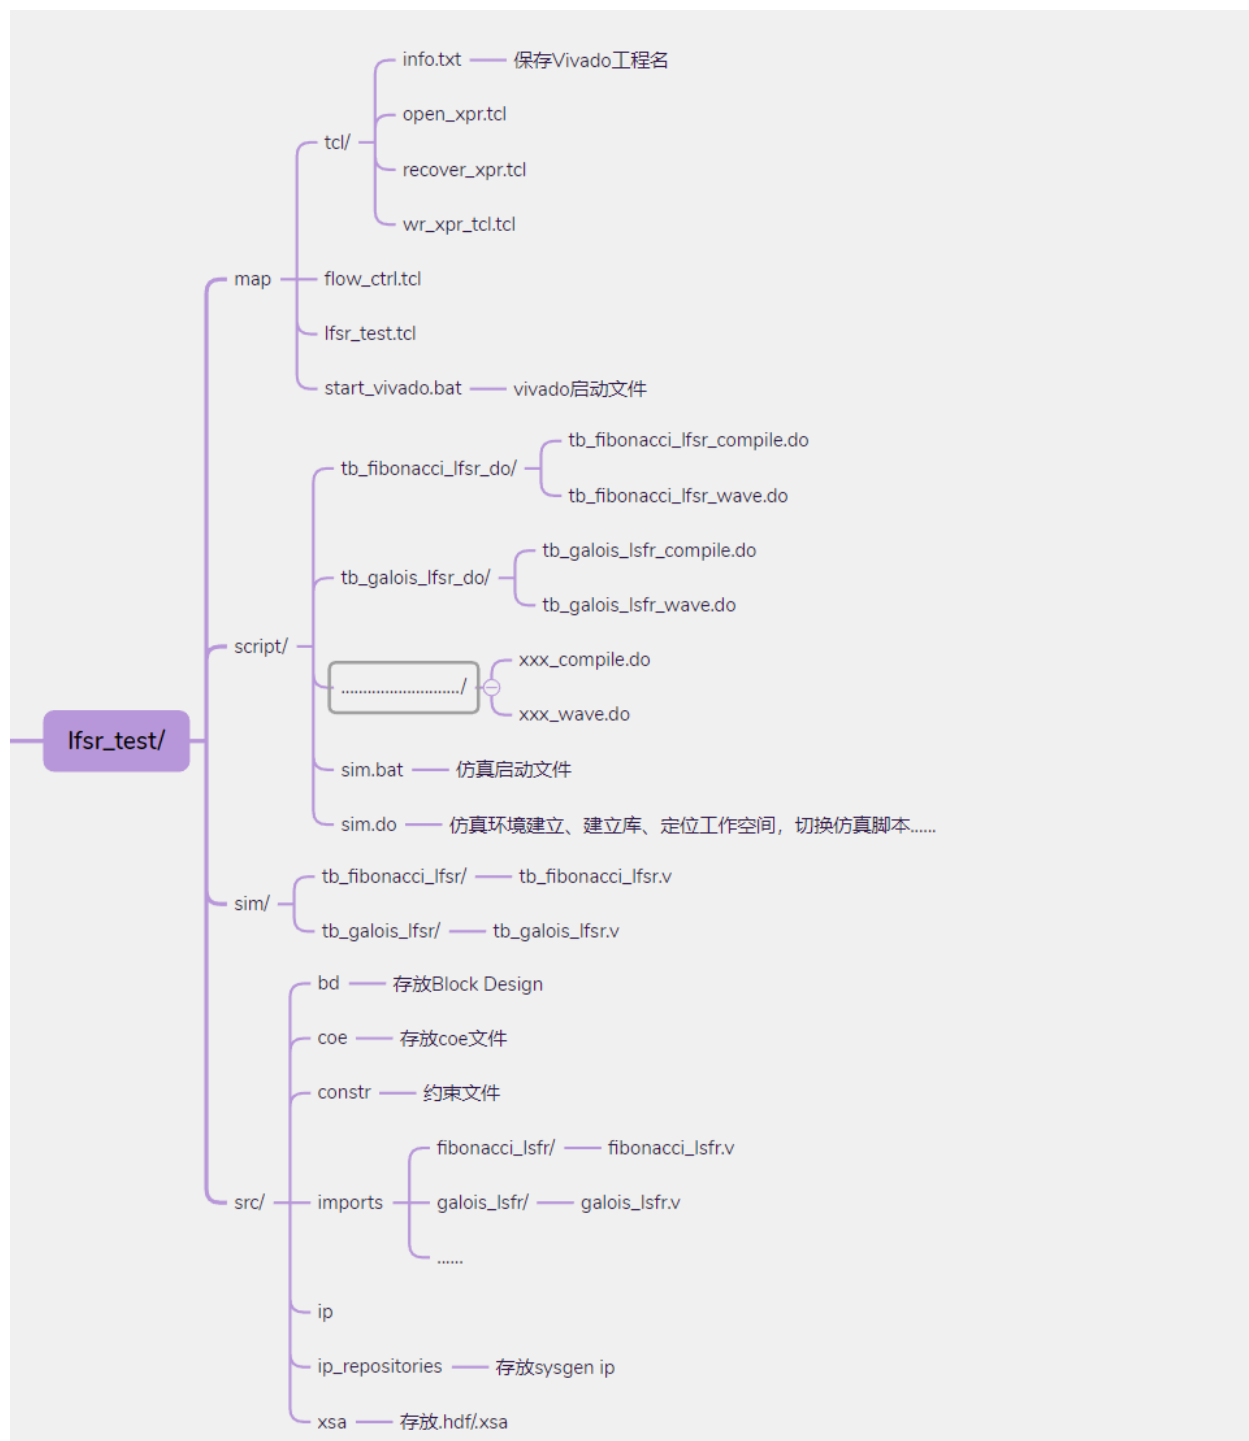 info.txt
保存Vivado工程名
open_xpr.tcl
tcl/
recover_xpr.tcl
wr_xpr_tcl.tcl
map
flow_ctrl.tcl
lfsr_test.tcl
start_vivado.bat
vivado启动文件
tb_fibonacci_lfsr_compile.do
tb_fibonacci_lfsr_do/
tb_fibonacci_lfsr_wave.do
tb_galois_lsfr_compile.do
tb_galois_lfsr_do/
tb_galois_lsfr_wave.do
script/
xxx_compile.do
.........................../
xxx_wave.do
lfsr_test/
sim.bat
仿真启动文件
sim.do
仿真环境建立、建立库、定位工作空间，切换仿真脚本......
tb_fibonacci_lfsr/
tb_fibonacci_lfsr.v
sim/
tb_galois_lfsr/
tb_galois_lfsr.v
bd
存放Block Design
coe
存放coe文件
constr
约束文件
fibonacci_lsfr/
fibonacci_lsfr.v
src/
imports
galois_lsfr/
galois_lsfr.v
......
ip
ip_repositories
存放sysgen ip
xsa
存放.hdf/.xsa